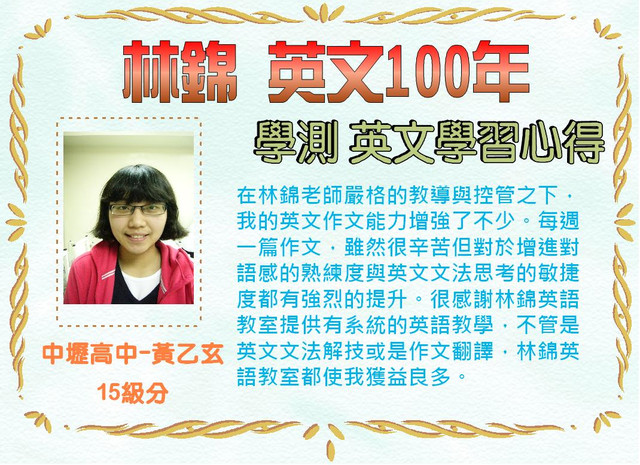 林錦 英文100年
學測 英文學習心得
在林錦老師嚴格的教導與控管之下，
我的英文作文能力增強了不少。每週
一篇作文，雖然很辛苦但對於增進對
語感的熟練度與英文文法思考的敏捷
度都有強烈的提升。很感謝林錦英語
教室提供有系統的英語教學，不管是
英文文法解技或是作文翻譯，林錦英
語教室都使我獲益良多。
中壢高中-黃乙玄
15級分